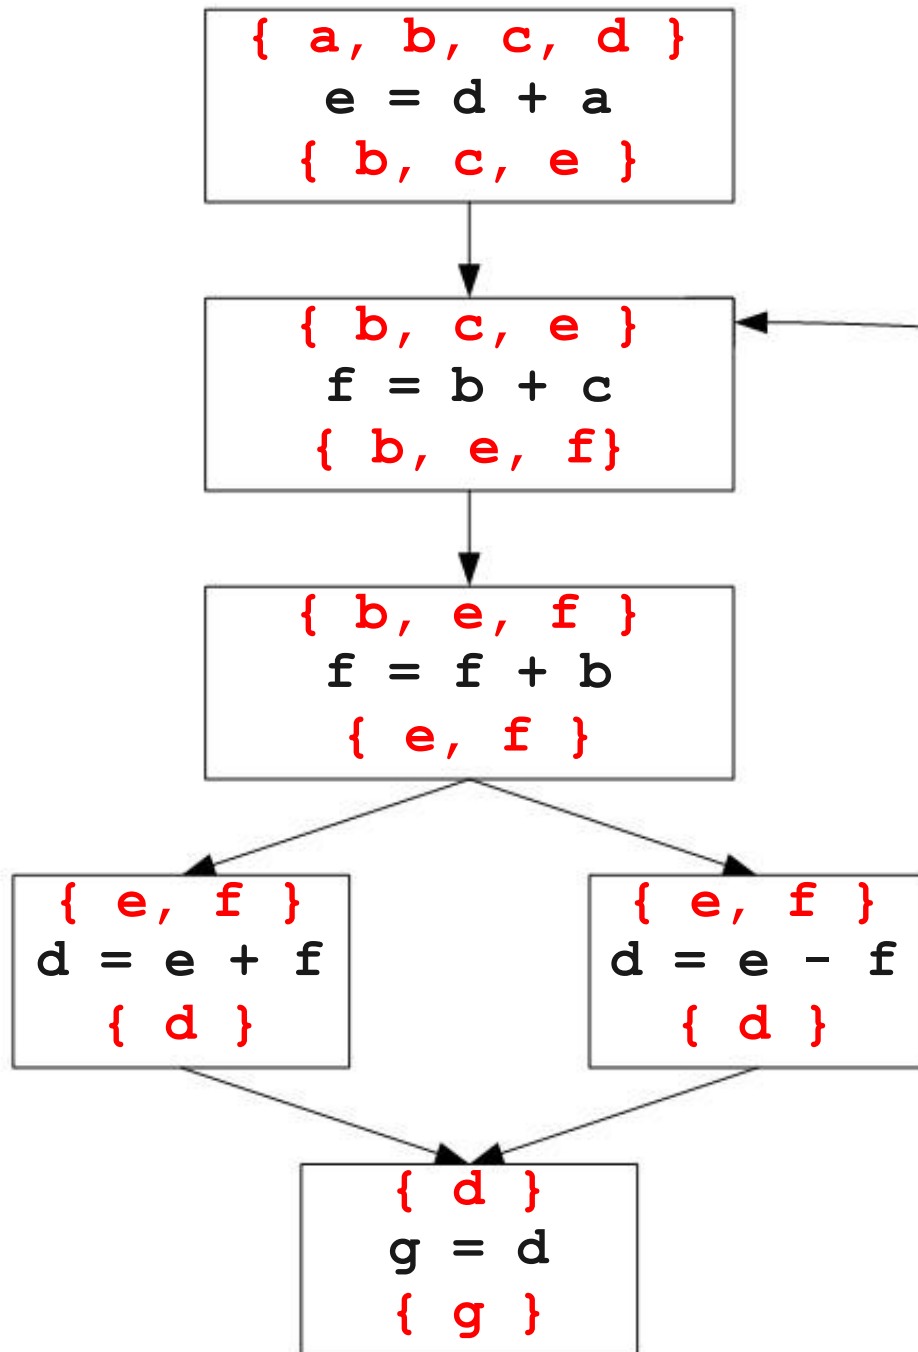 { a, b, c, d }
e = d + a
{ b, c, e }
{ b, c, e }
f = b + c
{ b, e, f}
{ b, e, f }
f = f + b
{ e, f }
{ e, f }
d = e + f
{ d }
{ e, f }
d = e - f
{ d }
{ d }
g = d
{ g }